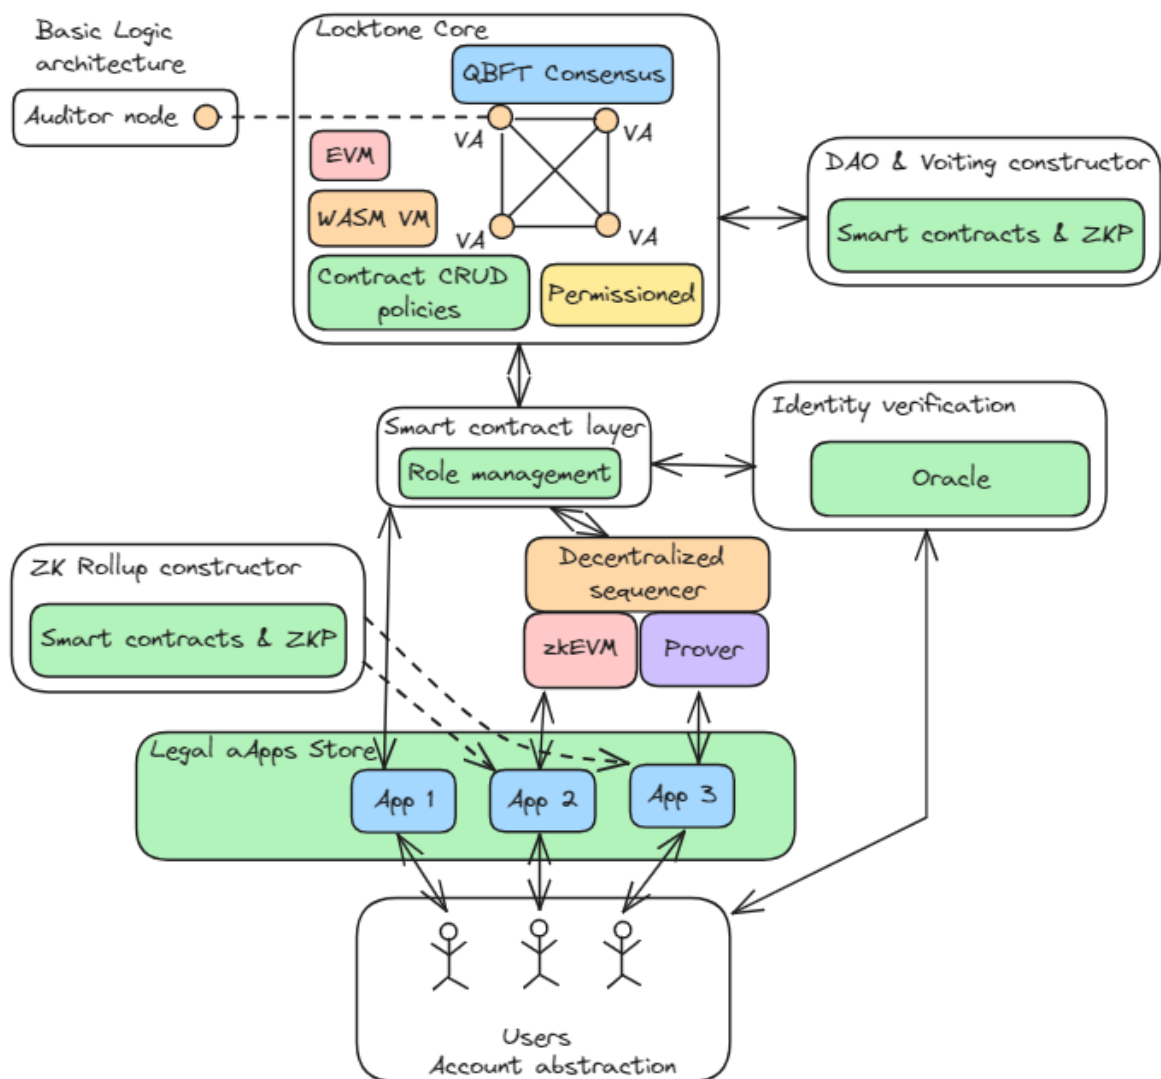 Basic Logic
architecture
Auditor node
Locktone Core
QBFT Consensus
VA
VA
VA
VA
EVM
WASM VM
Contract CRUD
policies
Permissioned
DAO & Voiting constructor
Smart contracts & ZKP
Smart contract layer
Role management
Identity verification
Oracle
ZK Rollup constructor
Smart contracts & ZKP
Decentralized
sequencer
zkEVM
Prover
Legal aApps Store
App 1
App 2
App 3
Users
Account abstraction